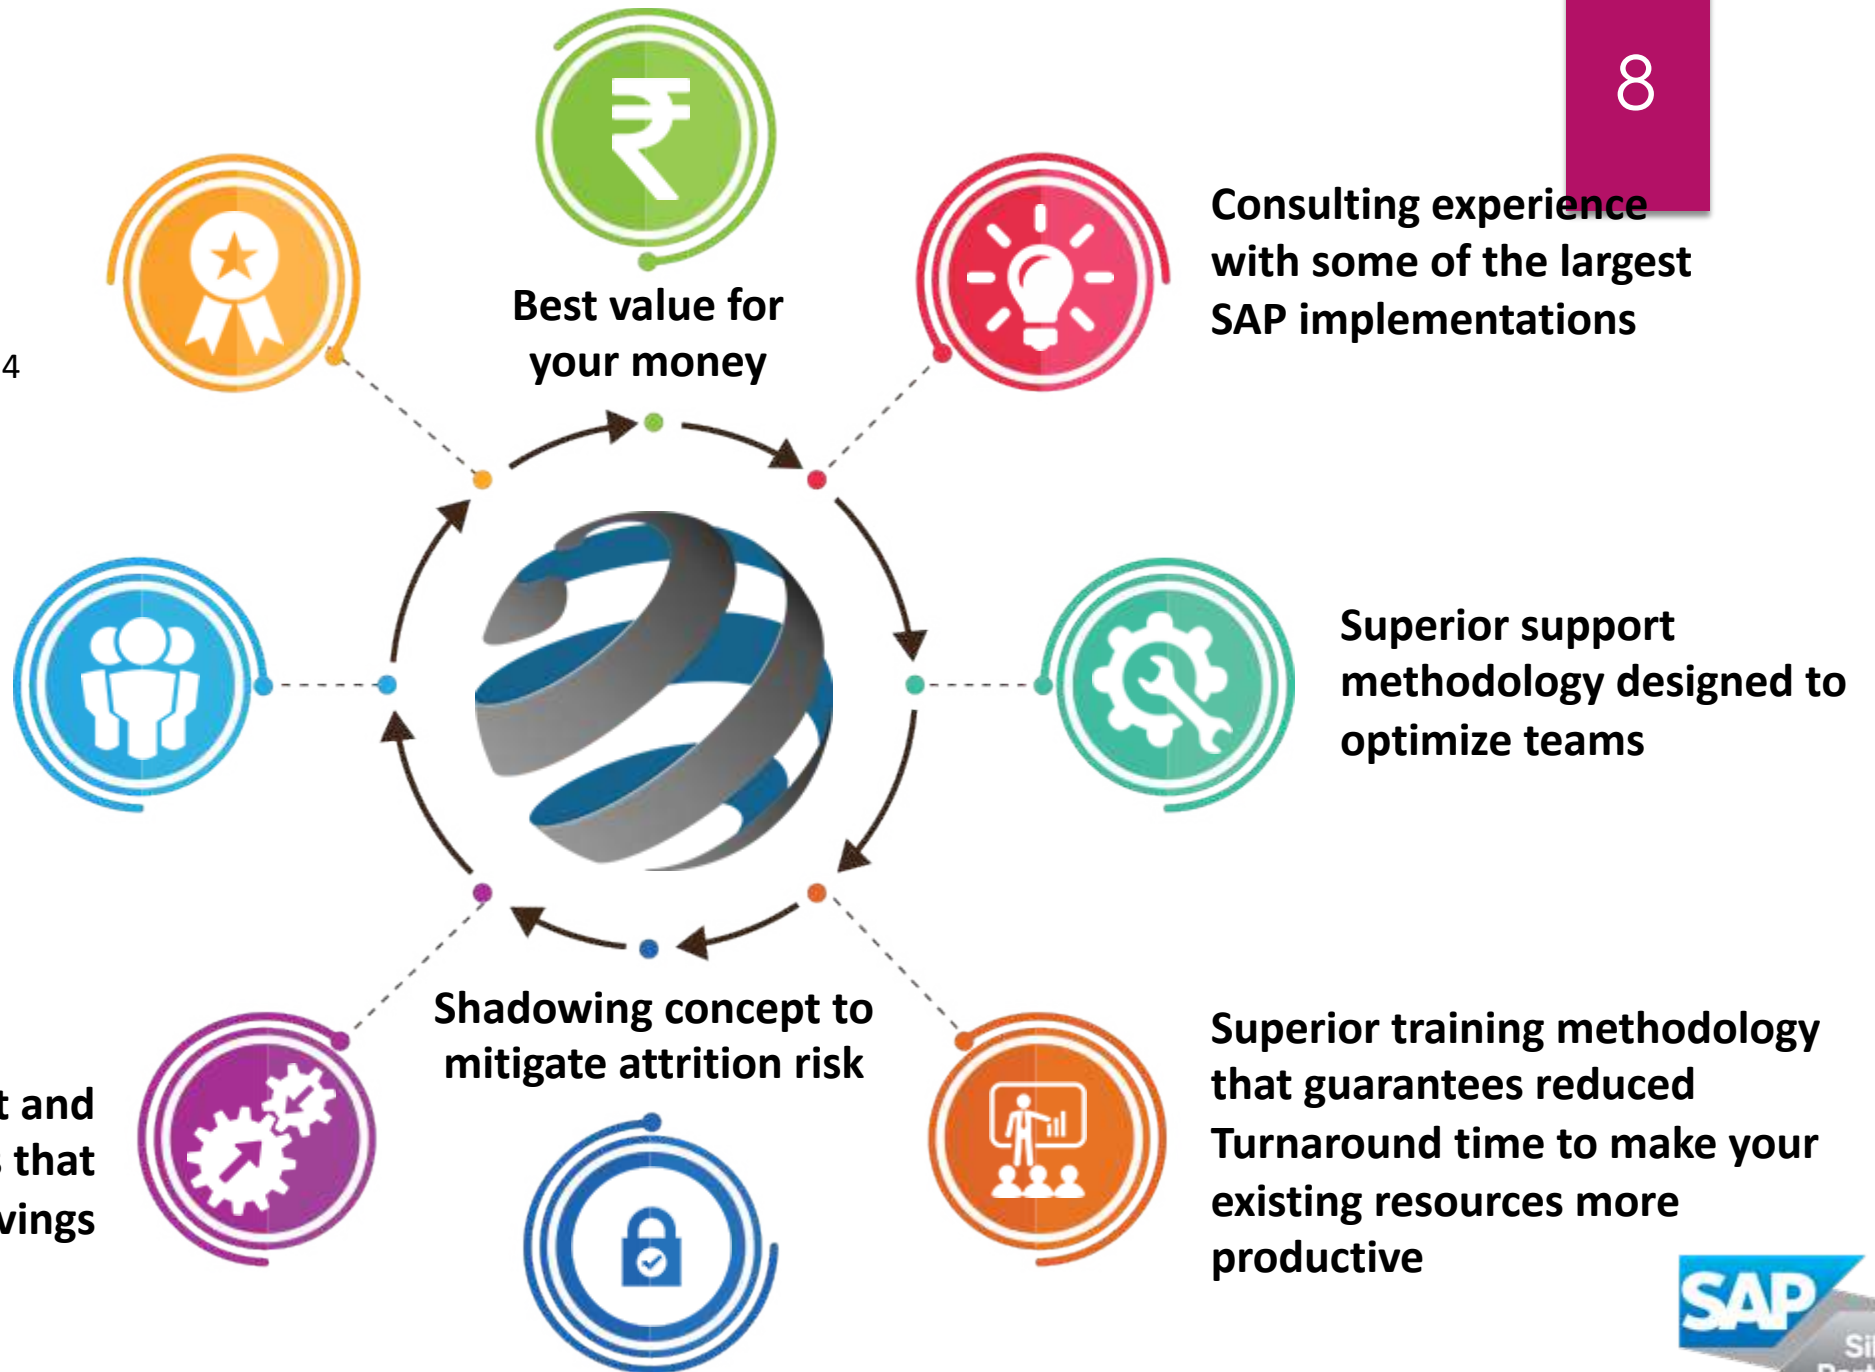 8
Best value for
your money
Consulting experience
with some of the largest
SAP implementations
4
Superior support
methodology designed to
optimize teams
Shadowing concept to
mitigate attrition risk
Superior training methodology
that guarantees reduced
Turnaround time to make your
existing resources more
productive
and
that
SAP